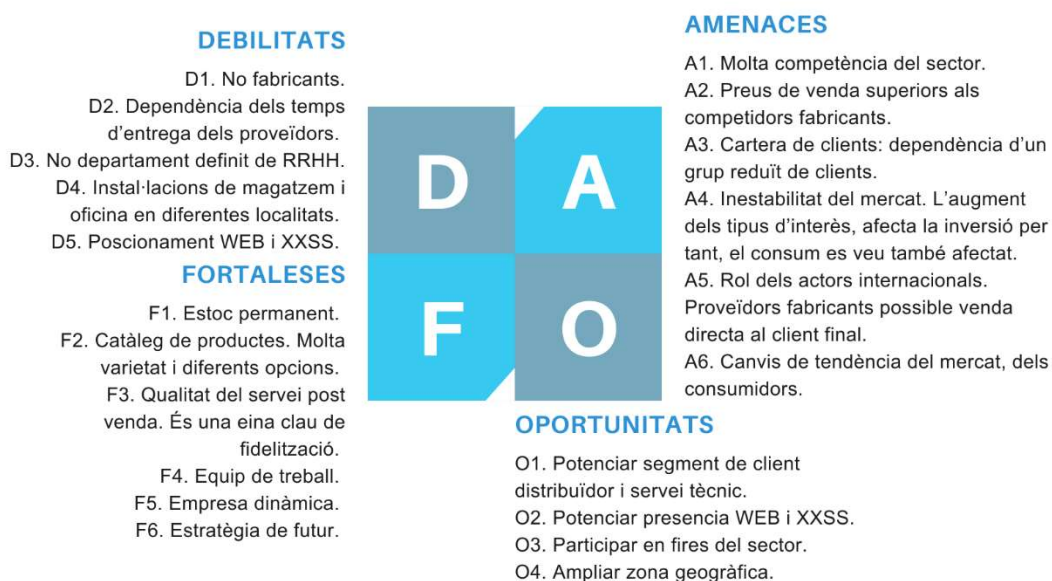 DEBILITATS
D1. No fabricants.
D2. Dependència dels temps
d’entrega dels proveïdors.
D3. No departament definit de RRHH.
D4. Instal·lacions de magatzem i
oficina en diferentes localitats.
D5. Poscionament WEB i XXSS.
FORTALESES
F1. Estoc permanent.
F2. Catàleg de productes. Molta
varietat i diferents opcions.
F3. Qualitat del servei post
venda. És una eina clau de
fidelització.
F4. Equip de treball.
F5. Empresa dinàmica.
F6. Estratègia de futur.
D
A
F
O
AMENACES
A1. Molta competència del sector.
A2. Preus de venda superiors als
competidors fabricants.
A3. Cartera de clients: dependència d’un
grup reduït de clients.
A4. Inestabilitat del mercat. L’augment
dels tipus d’interès, afecta la inversió per
tant, el consum es veu també afectat.
A5. Rol dels actors internacionals.
Proveïdors fabricants possible venda
directa al client final.
A6. Canvis de tendència del mercat, dels
consumidors.
OPORTUNITATS
O1. Potenciar segment de client
distribuïdor i servei tècnic.
O2. Potenciar presencia WEB i XXSS.
O3. Participar en fires del sector.
O4. Ampliar zona geogràfica.